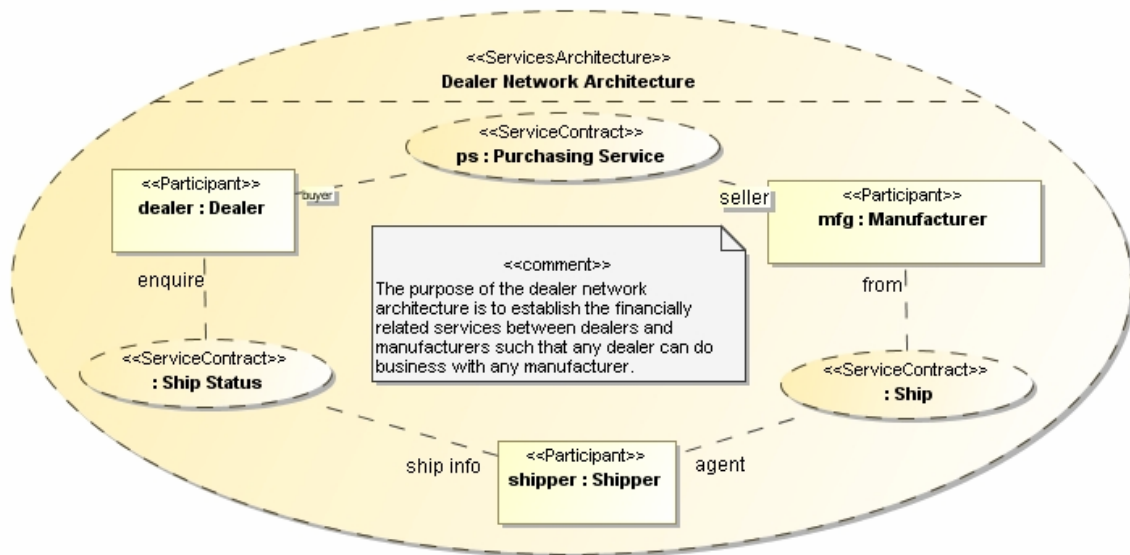 <<ServicesArchitecture>>
Dealer Network Architecture
<<ServiceContract>>
ps : Purchasing Service
<<Participant>>
dealer : Dealer
buyer
seller
<<Participant>>
mfg : Manufacturer
<<comment>>
The purpose of the dealer network
architecture is to establish the financially
related services between dealers and
manufacturers such that any dealer can do
business with any manufacturer.
enquire
from
<<ServiceContract>>
: Ship Status
<<ServiceContract>>
: Ship
ship info
<<Participant>>
shipper : Shipper
agent